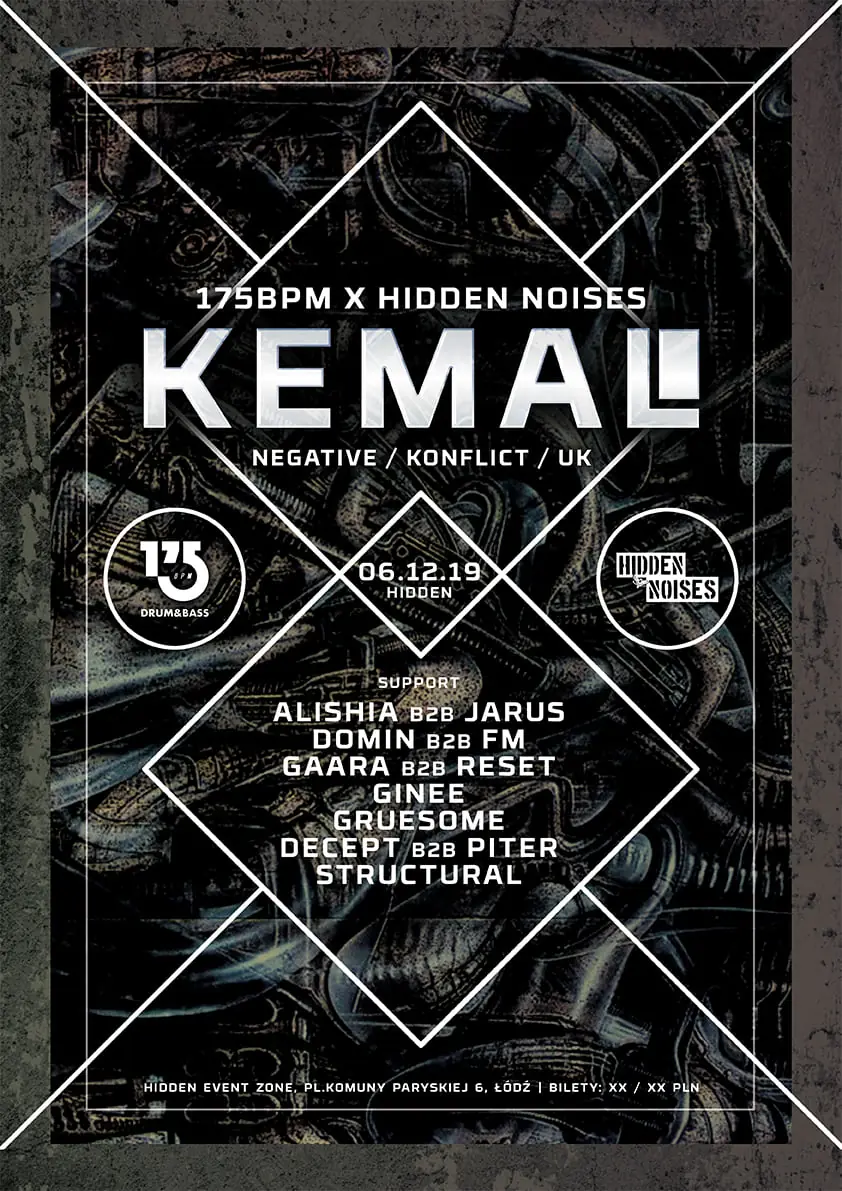 175BPM X HIDDEN NOISES
KEMAL
NEGATIVE / KONFLICT / UK
175
BPM
DRUM&BASS
06.12.19
HIDDEN
HIDDEN
NOISES
SUPPORT
ALISHIA B2B JARUS
DOMIN B2B FM
GAARA B2B RESET
GINEE
GRUESOME
DECEPT B2B PITER
STRUCTURAL
HIDDEN EVENT ZONE, PL.KOMUNY PARYSKIEJ 6, ŁÓDŹ | BILETY: XX / XX PLN